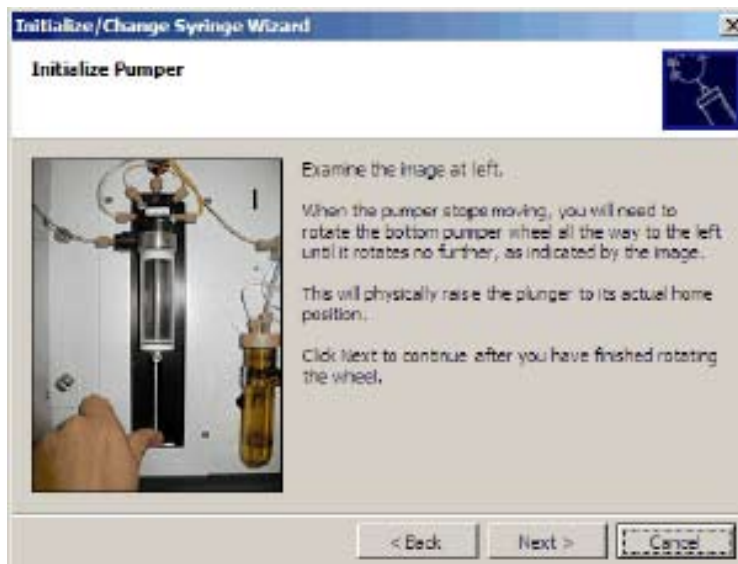 Initialize/Change Syringe Wizard
Initialize Pumper
Examine the image at left.
When the pumper stops moving, you will need to
rotate the bottom pumper wheel all the way to the left
until it rotates no further, as indicated by the image.
This will physically raise the plunger to its actual home
position.
Click Next to continue after you have finished rotating
the wheel.
< Back
Next >
Cancel